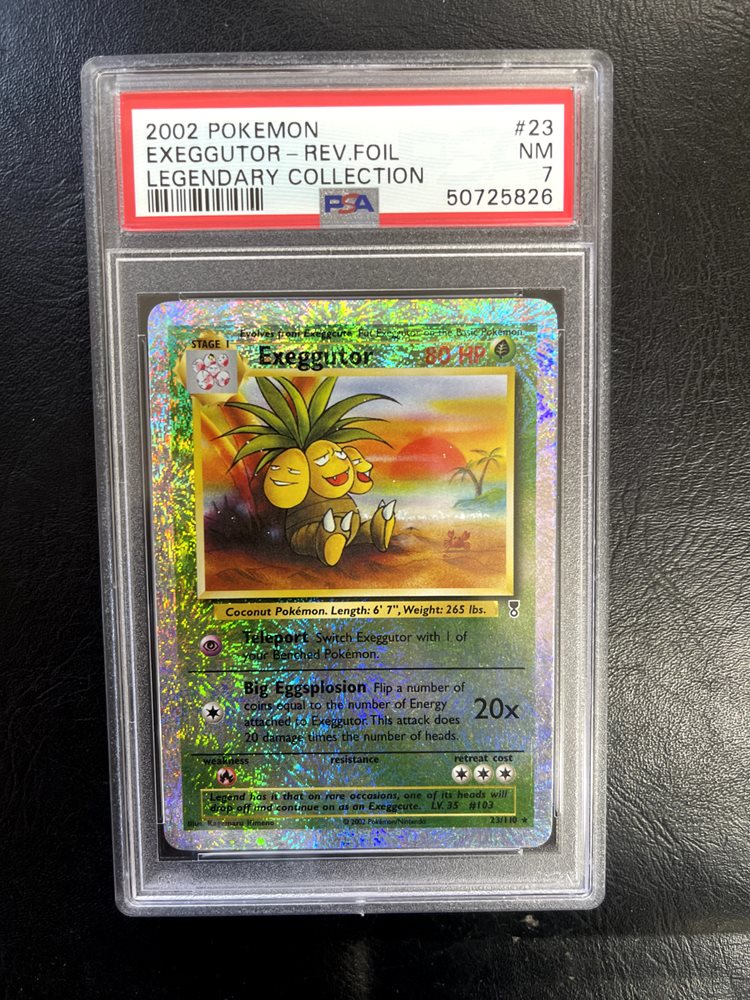 2002 POKEMON #23
EXEGGUTOR - REV.FOIL NM
LEGENDARY COLLECTION 7
PSA 50725826
Evolves from Exeggcute Put Exeggutor on the Basic Pokémon
STAGE 1
Exeggutor 80 HP
Coconut Pokémon. Length: 6' 7", Weight: 265 lbs.
Teleport Switch Exeggutor with 1 of
your Benched Pokémon.
Big Eggsplosion Flip a number of
coins equal to the number of Energy
attached to Exeggutor. This attack does
20 damage times the number of heads.
20x
weakness resistance retreat cost
Legend has it that on rare occasions, one of its heads will
drop off and continue on as an Exeggcute. LV. 35 #103
Illus. Kagemaru Himeno © 2002 Pokémon/Nintendo 23/110 ★